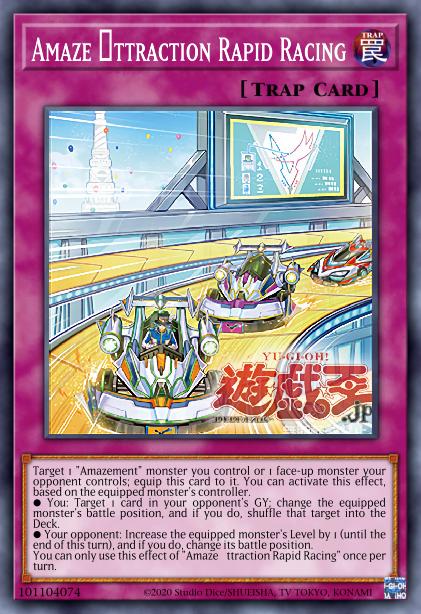 Amaze ▯ttraction Rapid Racing
TRAP
罠
[Trap Card]
1
2
3
YU-GI-OH!
遊戯王
.JP
Target 1 "Amazement" monster you control or 1 face-up monster your
opponent controls; equip this card to it. You can activate this effect,
based on the equipped monster's controller.
● You: Target 1 card in your opponent's GY; change the equipped
monster's battle position, and if you do, shuffle that target into the
Deck.
● Your opponent: Increase the equipped monster's Level by 1 (until the
end of this turn), and if you do, change its battle position.
You can only use this effect of "Amaze ttraction Rapid Racing" once per
turn.
101104074
©2020 Studio Dice/SHUEISHA, TV TOKYO, KONAMI